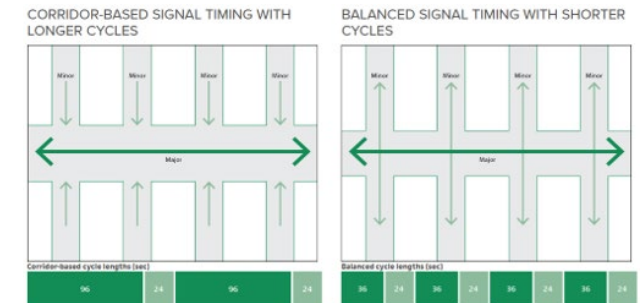 CORRIDOR-BASED SIGNAL TIMING WITH
LONGER CYCLES
Minor Minor Minor Minor
Major
Corridor-based cycle lengths (sec)
96 24 96 24
BALANCED SIGNAL TIMING WITH SHORTER
CYCLES
Minor Minor Minor Minor
Major
Balanced cycle lengths (sec)
36 24 36 24 36 24 36 24